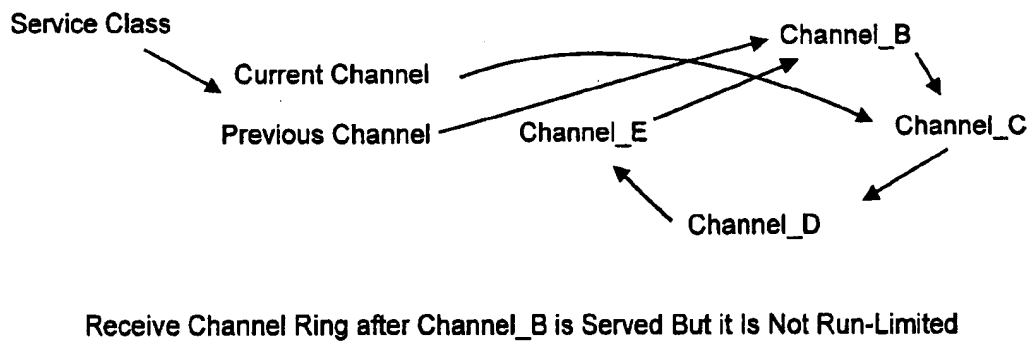 Service Class
Channel_B
Current Channel
Channel_C
Previous Channel
Channel_E
Channel_D
Receive Channel Ring after Channel_B is Served But it Is Not Run-Limited